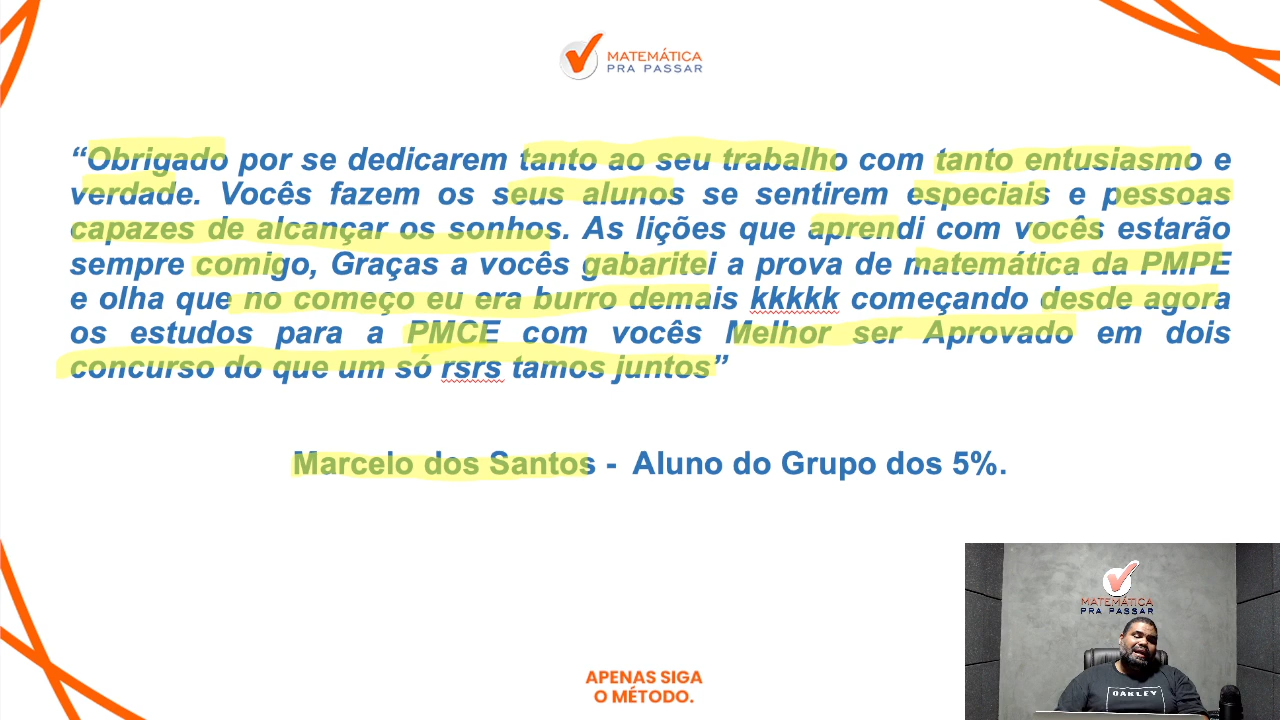 MATEMÁTICA
PRA PASSAR
“Obrigado por se dedicarem tanto ao seu trabalho com tanto entusiasmo e
verdade. Vocês fazem os seus alunos se sentirem especiais e pessoas
capazes de alcançar os sonhos. As lições que aprendi com vocês estarão
sempre comigo, Graças a vocês gabaritei a prova de matemática da PMPE
e olha que no começo eu era burro demais kkkkk começando desde agora
os estudos para a PMCE com vocês Melhor ser Aprovado em dois
concurso do que um só rsrs tamos juntos”
Marcelo dos Santos - Aluno do Grupo dos 5%.
MATEMÁTICA
PRA PASSAR
OAKLEY
APENAS SIGA
O MÉTODO.